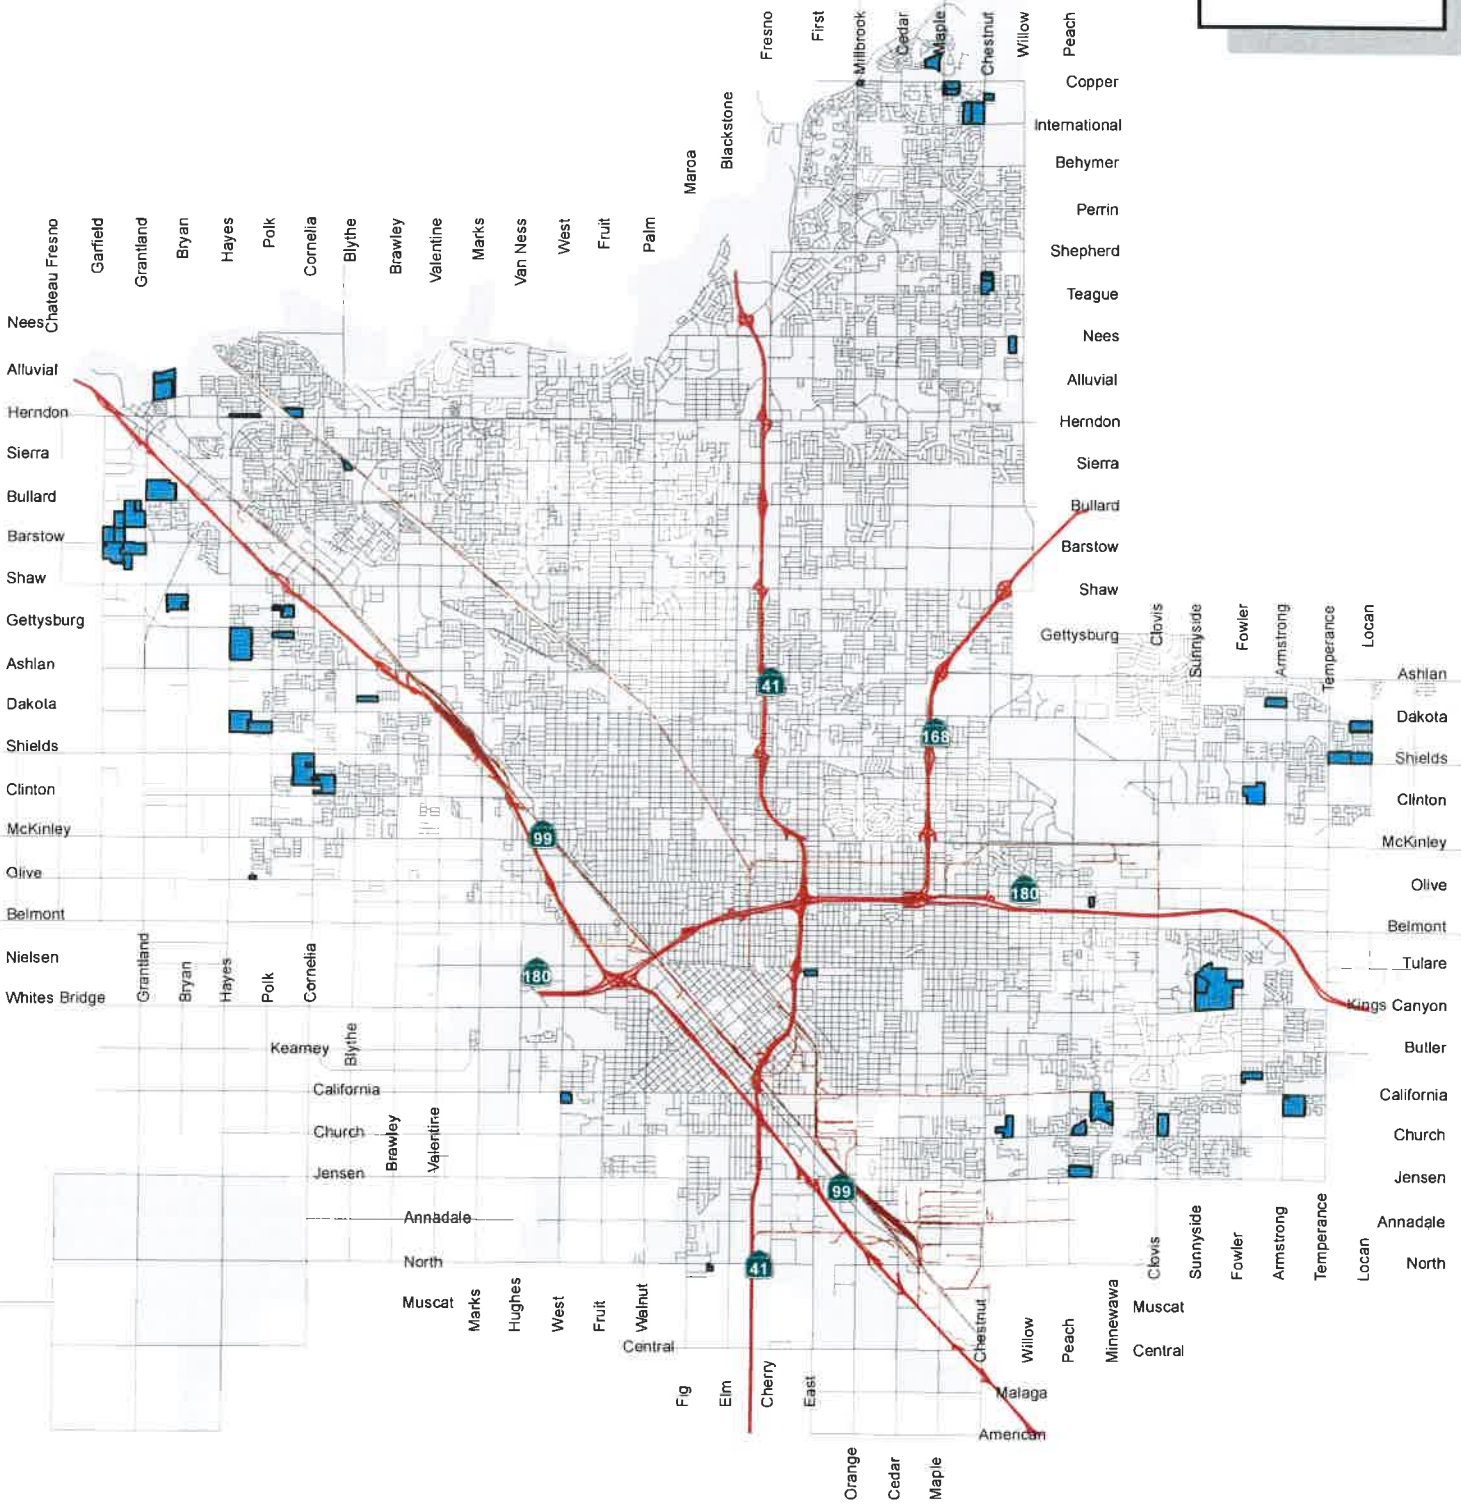 Fresno
First
Millbrook
Cedar
Maple
Chestnut
Willow
Peach
Copper
International
Behymer
Perrin
Shepherd
Teague
Nees
Alluvial
Herndon
Sierra
Bullard
Barstow
Shaw
Gettysburg
Maroa
Blackstone
Chateau Fresno
Garfield
Grantland
Bryan
Hayes
Polk
Cornelia
Blythe
Brawley
Valentine
Marks
Van Ness
West
Fruit
Palm
Nees
Alluvial
Herndon
Sierra
Bullard
Barstow
Shaw
Gettysburg
Ashlan
Dakota
Shields
Clinton
McKinley
Olive
Belmont
Nielsen
Whites Bridge
Clovis
Sunnyside
Fowler
Armstrong
Temperance
Locan
Ashlan
Dakota
Shields
Clinton
McKinley
Olive
Belmont
Tulare
Kings Canyon
Butler
California
Church
Jensen
Annadale
North
41
168
99
180
180
99
41
Grantland
Bryan
Hayes
Polk
Cornelia
Kearney
Blythe
California
Church
Jensen
Brawley
Valentine
Annadale
North
Muscat
Marks
Hughes
West
Fruit
Walnut
Central
Fig
Elm
Cherry
East
Orange
Cedar
Maple
Chestnut
Willow
Peach
Minnewawa
Clovis
Sunnyside
Fowler
Armstrong
Temperance
Locan
Muscat
Central
Malaga
American